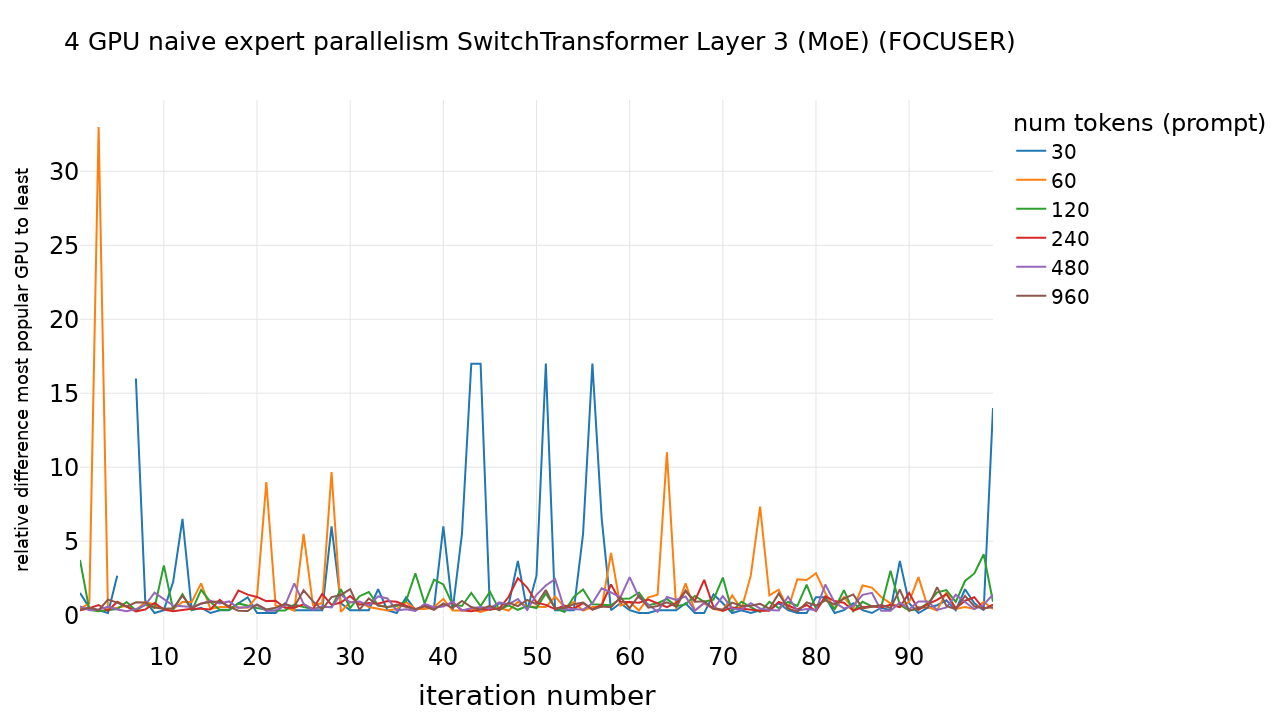 4 GPU naive expert parallelism SwitchTransformer Layer 3 (MoE) (FOCUSER)
relative difference most popular GPU to least
30
25
20
15
10
5
0
10 20 30 40 50 60 70 80 90
iteration number
num tokens (prompt)
30
60
120
240
480
960